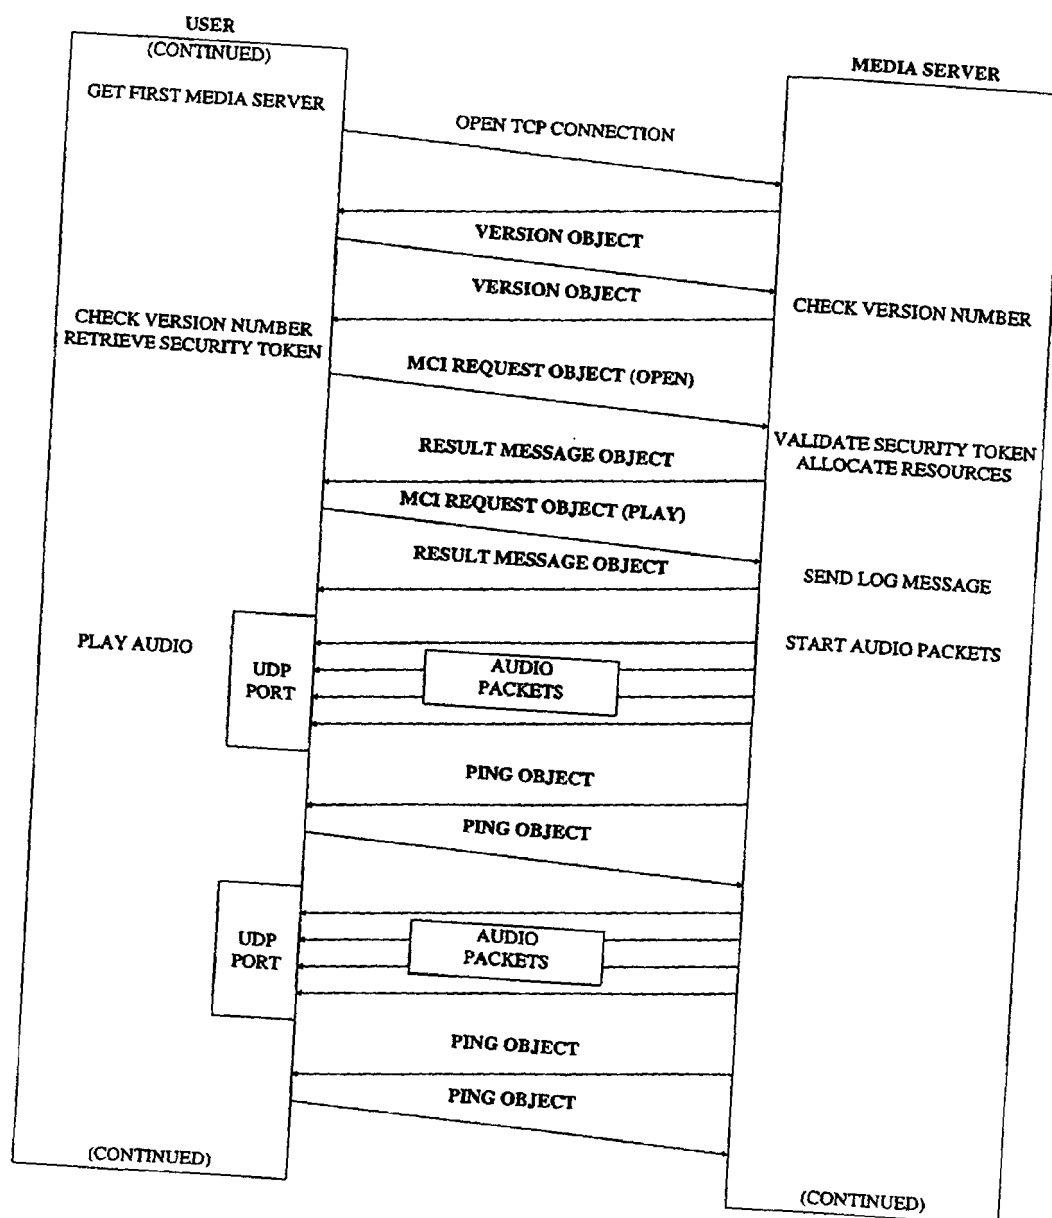 USER
(CONTINUED)
MEDIA SERVER
GET FIRST MEDIA SERVER
OPEN TCP CONNECTION
VERSION OBJECT
VERSION OBJECT
CHECK VERSION NUMBER
CHECK VERSION NUMBER
RETRIEVE SECURITY TOKEN
MCI REQUEST OBJECT (OPEN)
VALIDATE SECURITY TOKEN
ALLOCATE RESOURCES
RESULT MESSAGE OBJECT
MCI REQUEST OBJECT (PLAY)
RESULT MESSAGE OBJECT
SEND LOG MESSAGE
PLAY AUDIO
UDP
PORT
AUDIO
PACKETS
START AUDIO PACKETS
PING OBJECT
PING OBJECT
UDP
PORT
AUDIO
PACKETS
PING OBJECT
PING OBJECT
(CONTINUED)
(CONTINUED)